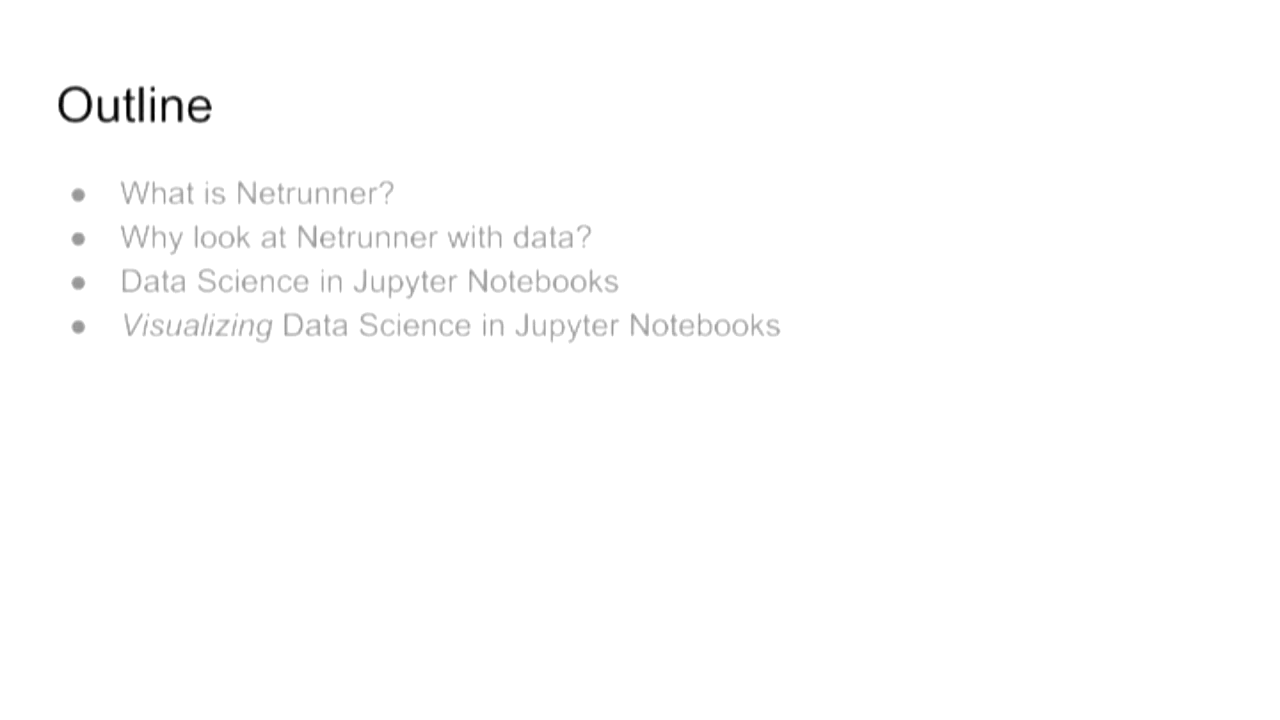 Outline
● What is Netrunner?
● Why look at Netrunner with data?
● Data Science in Jupyter Notebooks
● Visualizing Data Science in Jupyter Notebooks